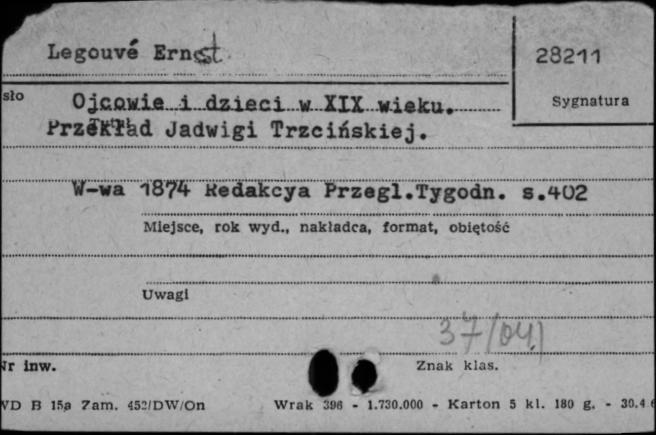 Legouvé Ernest
28211
sło
Ojcowie i dzieci w XIX wieku.
Sygnatura
Przekład Jadwigi Trzcińskiej.
W-wa 1874 Redakcya Przegl.Tygodn. s.402
Miejsce, rok wyd., nakładca, format, objętość
Uwagi
37/04)
Nr inw.
Znak klas.
WD B 15a Zam. 452/DW/On Wrak 396 - 1.730.000 - Karton 5 kl. 180 g. - 30.4 6